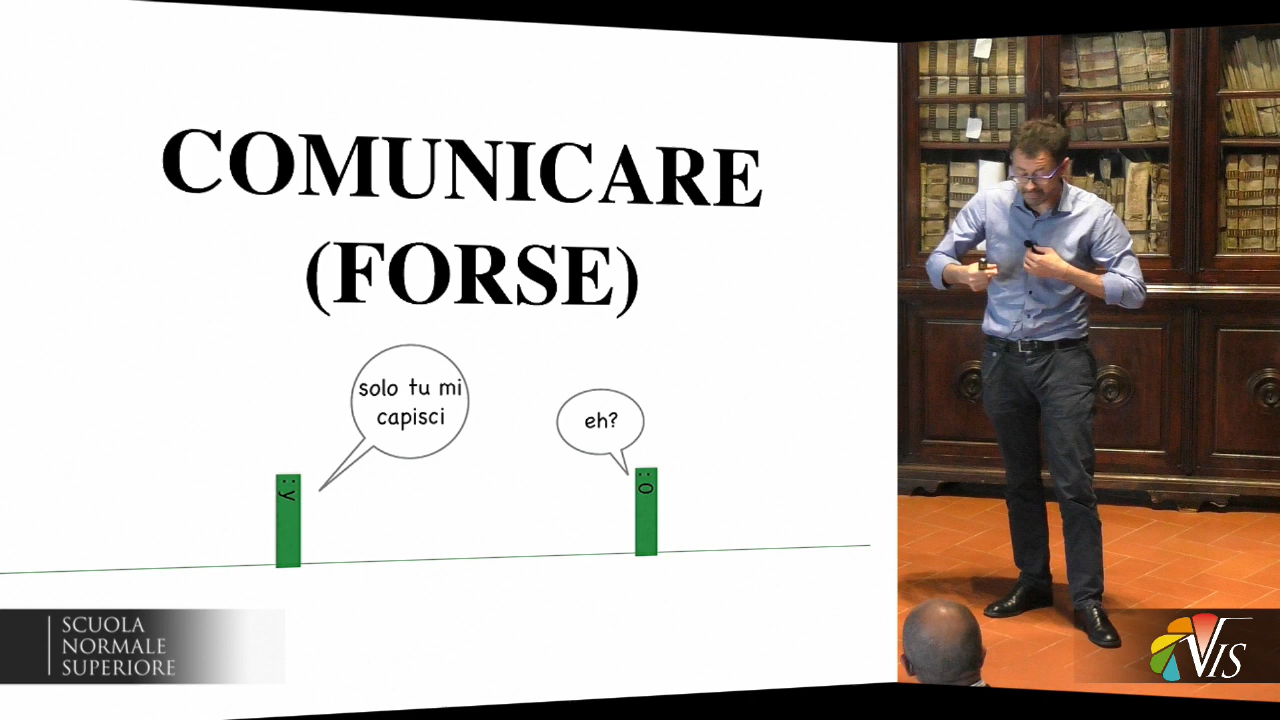 COMUNICARE
(FORSE)
solo tu mi
capisci
eh?
SCUOLA
NORMALE
SUPERIORE
VIS